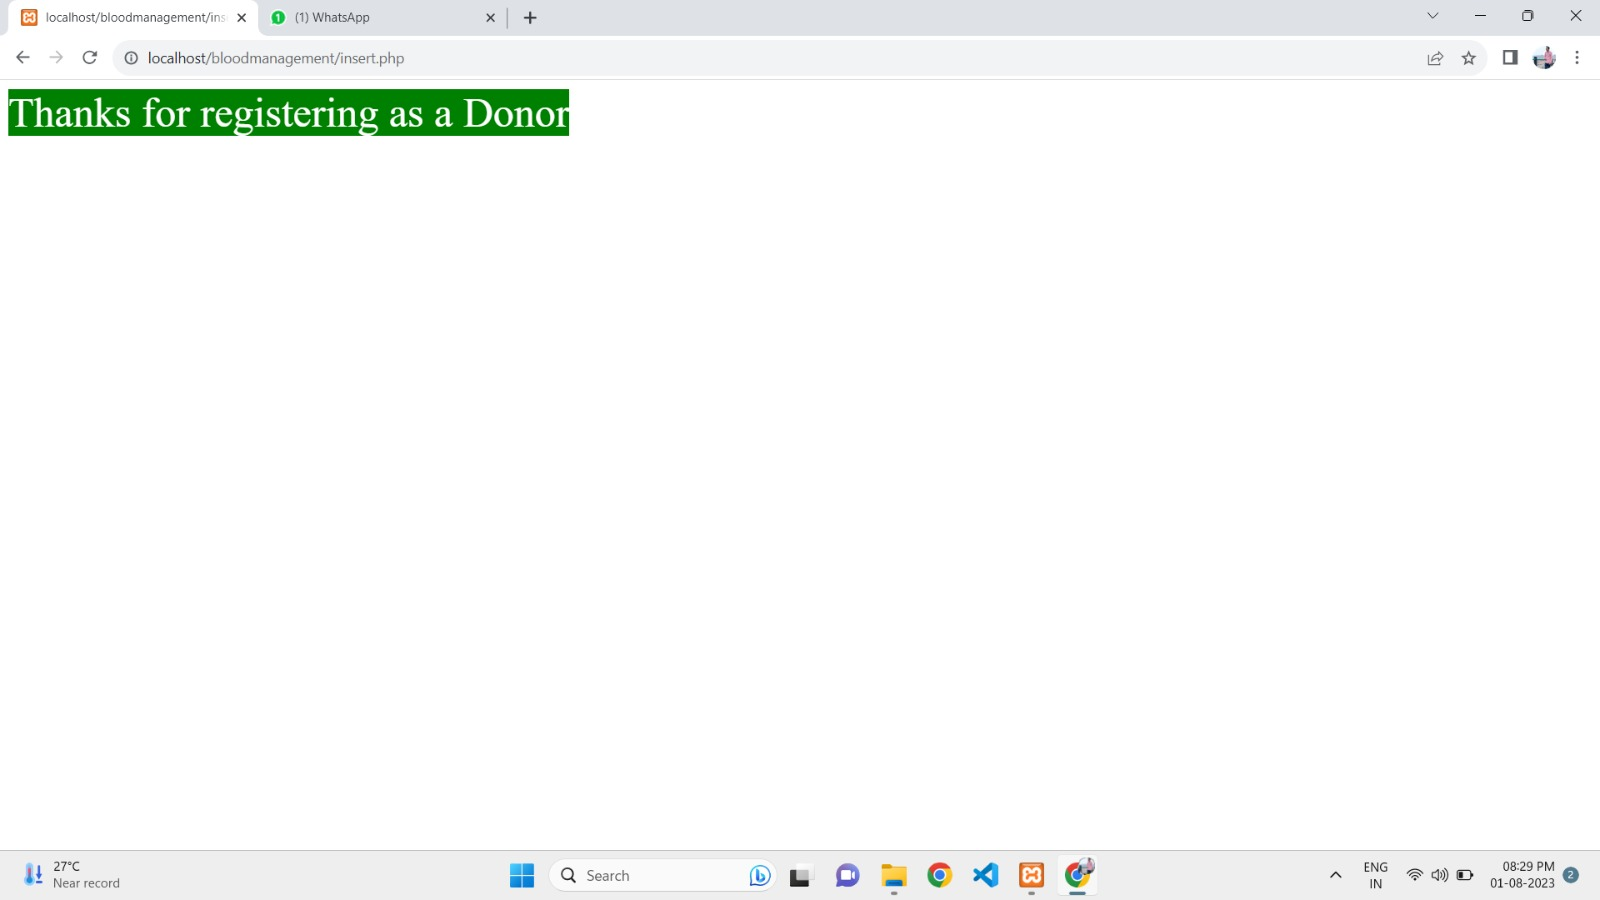 localhost/bloodmanagement/ins
1 (1) WhatsApp
localhost/bloodmanagement/insert.php
Thanks for registering as a Donor
27°C
Near record
Search
ENG
IN
08:29 PM
01-08-2023
2